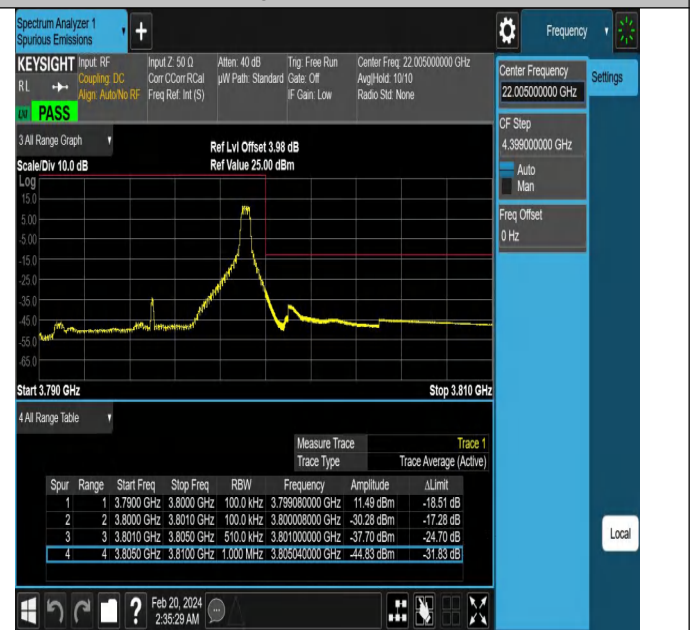 Spectrum Analyzer 1
Spurious Emissions
Frequency
KEYSIGHT
RL
Input: RF
Coupling: DC
Align: Auto/No RF
Input Z: 50 Ω
Corr CCorr RCal
Freq Ref: Int (S)
Atten: 40 dB
µW Path: Standard
Trig: Free Run
Gate: Off
IF Gain: Low
Center Freq: 22.005000000 GHz
Avg|Hold: 10/10
Radio Std: None
PASS
Center Frequency
22.005000000 GHz
Settings
CF Step
4.399000000 GHz
Auto
Man
Freq Offset
0 Hz
3 All Range Graph
Ref Lvl Offset 3.98 dB
Scale/Div 10.0 dB
Ref Value 25.00 dBm
Log
15.0
5.00
-5.00
-15.0
-25.0
-35.0
-45.0
-55.0
-65.0
Start 3.790 GHz
Stop 3.810 GHz
4 All Range Table
Measure Trace Trace 1
Trace Type Trace Average (Active)
Spur Range Start Freq Stop Freq RBW Frequency Amplitude ΔLimit
1 1 3.7900 GHz 3.8000 GHz 100.0 kHz 3.799080000 GHz 11.49 dBm -18.51 dB
2 2 3.8000 GHz 3.8010 GHz 100.0 kHz 3.800008000 GHz -30.28 dBm -17.28 dB
3 3 3.8010 GHz 3.8050 GHz 510.0 kHz 3.801000000 GHz -37.70 dBm -24.70 dB
4 4 3.8050 GHz 3.8100 GHz 1.000 MHz 3.805040000 GHz -44.83 dBm -31.83 dB
Local
Feb 20, 2024
2:35:29 AM